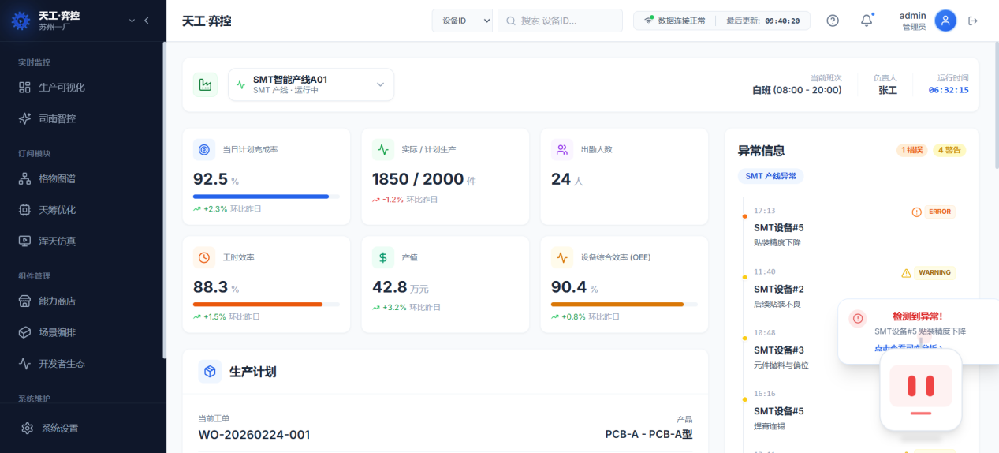 天工·弈控
苏州一厂
天工·弈控
设备ID
搜索 设备ID...
数据连接正常
最后更新: 09:40:20
admin
管理员
实时监控
生产可视化
司南智控
订阅模块
格物图谱
天筹优化
浑天仿真
组件管理
能力商店
场景编排
开发者生态
系统维护
系统设置
SMT智能产线A01
SMT 产线 · 运行中
当前班次
白班 (08:00 - 20:00)
负责人
张工
运行时间
06:32:15
当日计划完成率
92.5 %
+2.3% 环比昨日
实际 / 计划生产
1850 / 2000 件
-1.2% 环比昨日
出勤人数
24 人
工时效率
88.3 %
+1.5% 环比昨日
产值
42.8 万元
+3.2% 环比昨日
设备综合效率 (OEE)
90.4 %
+0.8% 环比昨日
生产计划
当前工单
WO-20260224-001
产品
PCB-A - PCB-A型
异常信息
1 错误
4 警告
SMT 产线异常
17:13
ERROR
SMT设备#5
贴装精度下降
11:40
WARNING
SMT设备#2
后续贴装不良
10:48
SMT设备#3
元件抛料与偏位
16:16
SMT设备#5
焊膏连锡
检测到异常!
SMT设备#5 贴装精度下降
点击查看司南分析 ›